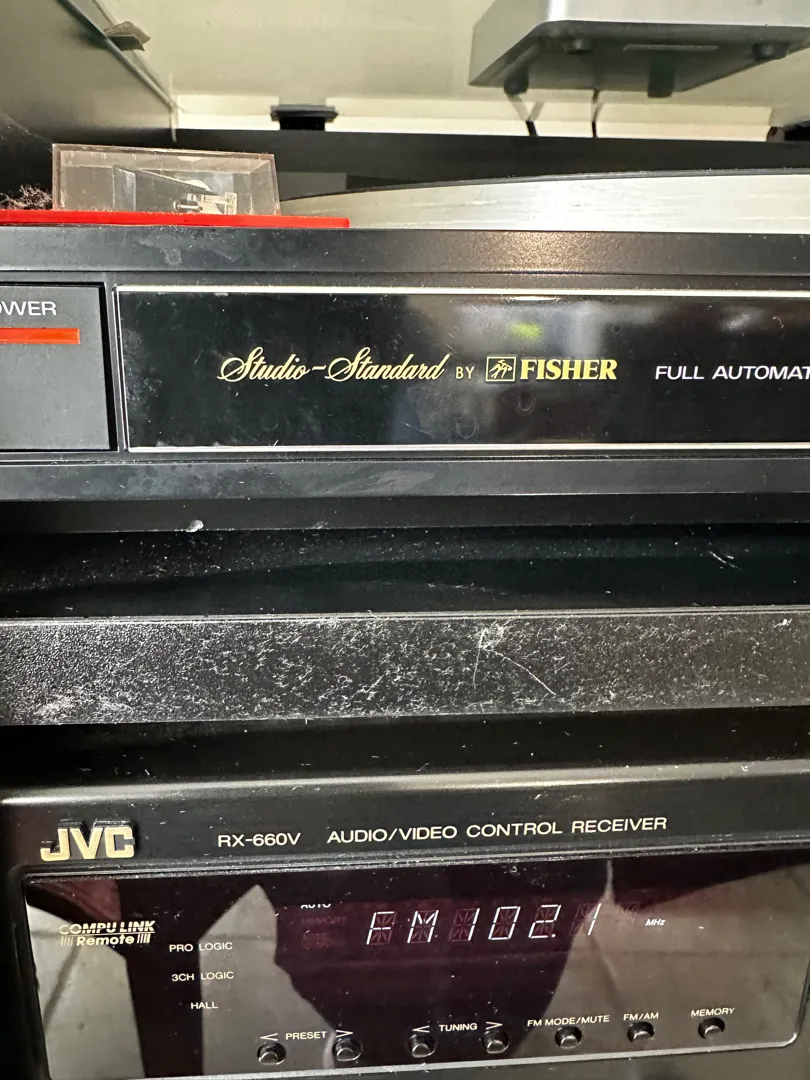 OWER
Studio-Standard BY FISHER FULL AUTOMAT
JVC RX-660V AUDIO/VIDEO CONTROL RECEIVER
AUTO
COMPU LINK
Remote
FM 102.1 MHz
PRO LOGIC
3CH LOGIC
HALL
< PRESET > < TUNING > FM MODE/MUTE FM/AM MEMORY